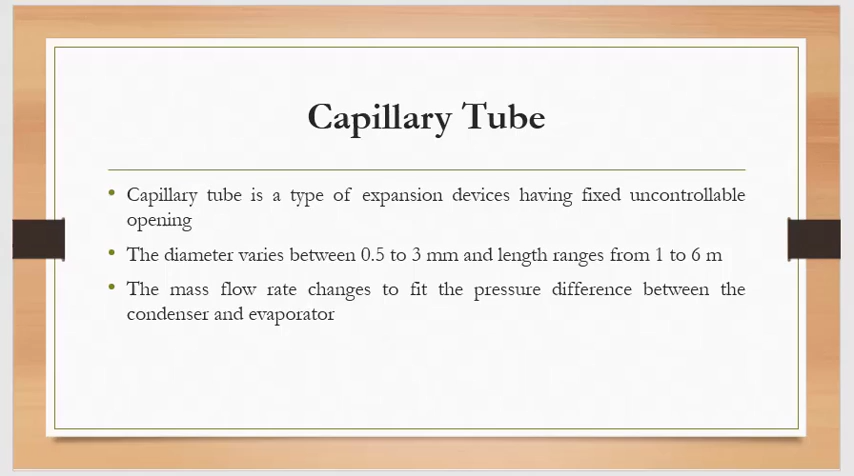 Capillary Tube
• Capillary tube is a type of expansion devices having fixed uncontrollable
opening
• The diameter varies between 0.5 to 3 mm and length ranges from 1 to 6 m
• The mass flow rate changes to fit the pressure difference between the
condenser and evaporator